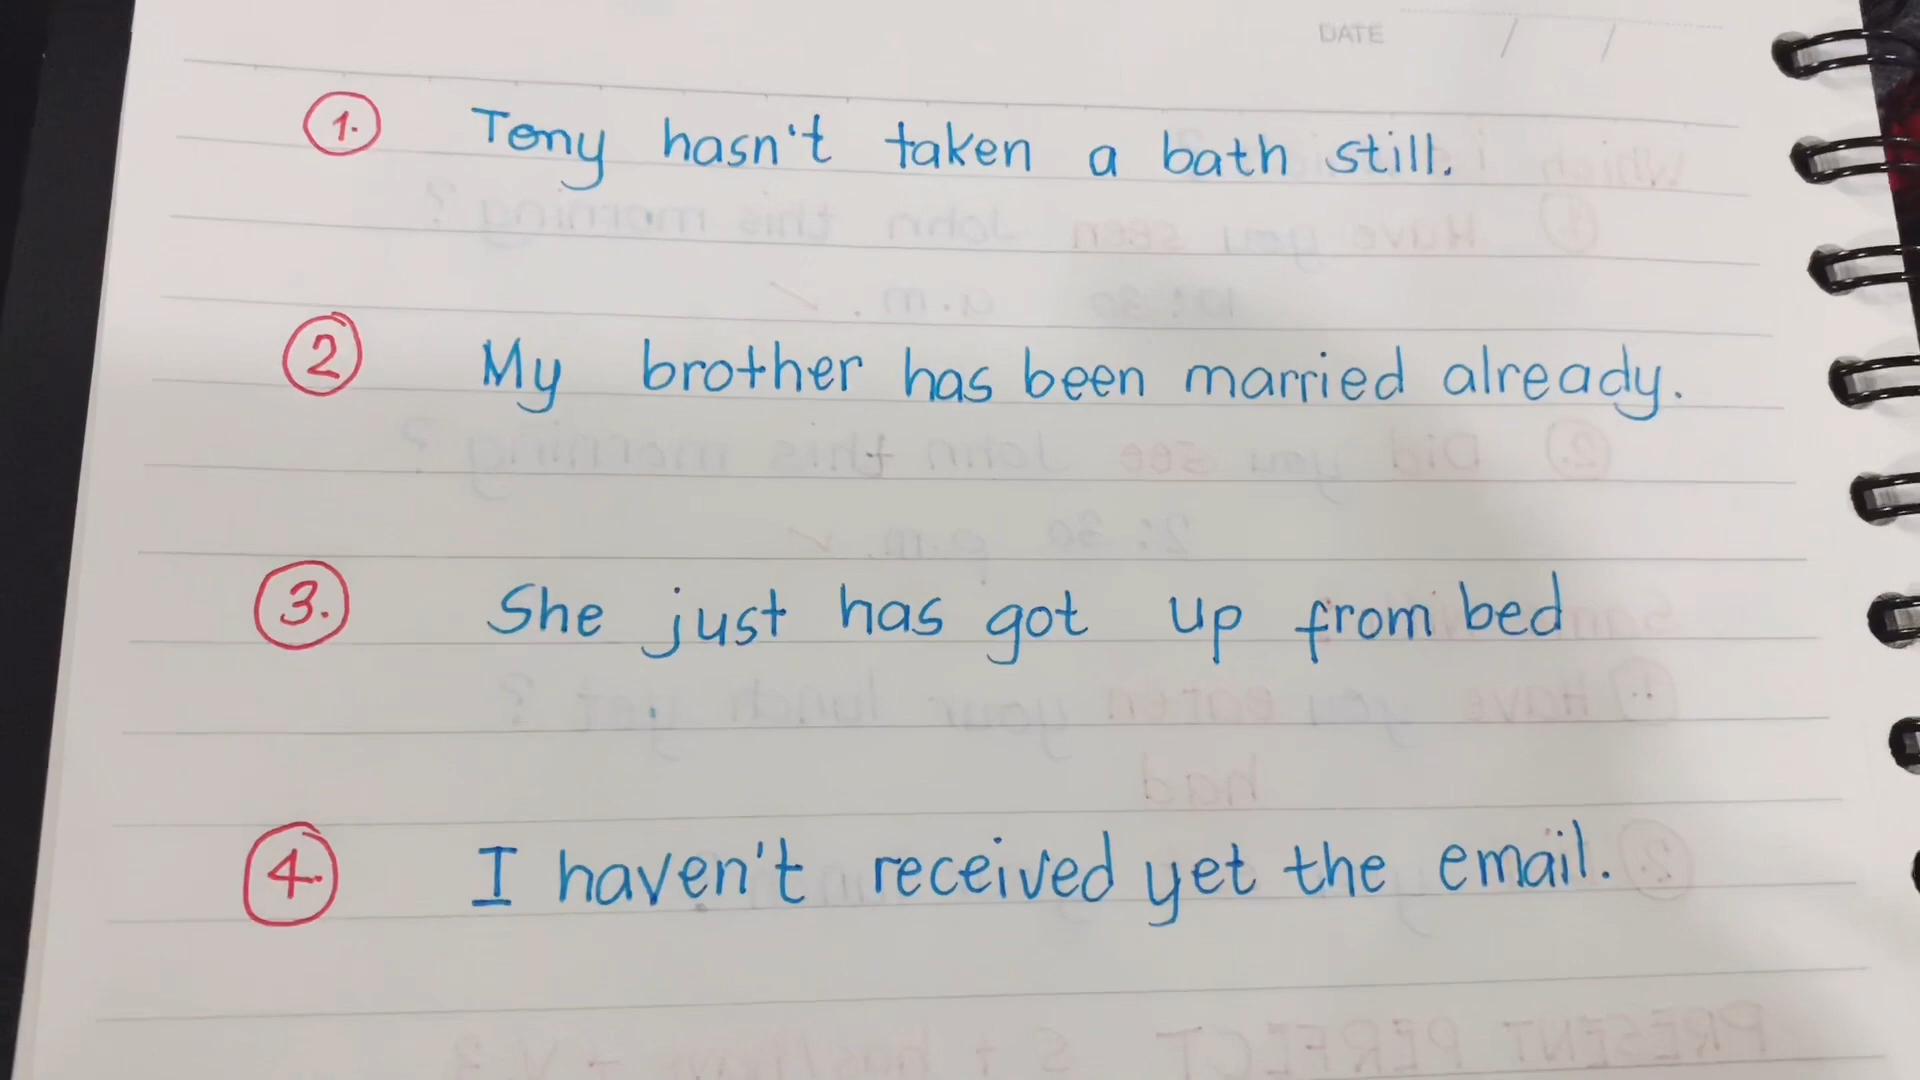 DATE / /
1. Tony hasn't taken a bath still.
2 My brother has been married already.
3. She just has got up from bed
4. I haven't received yet the email.